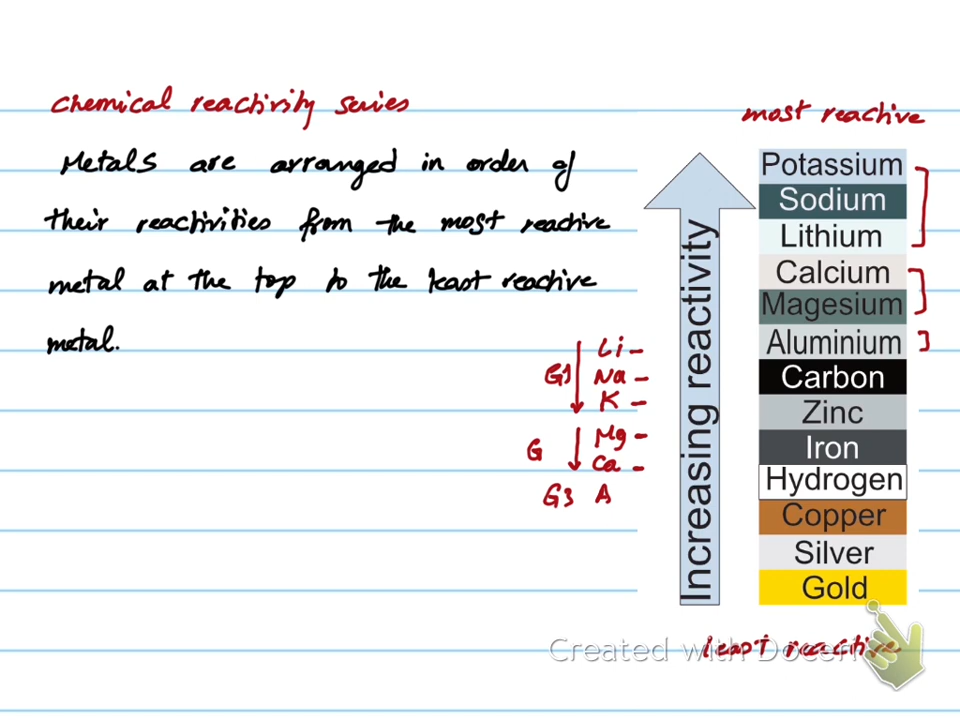 Chemical reactivity series
Metals are arranged in order of
their reactivities from the most reactive
metal at the top to the least reactive
metal.
G1
Li -
Na -
K -
G
Mg -
Ca -
G3 A
Increasing reactivity
most reactive
Potassium
Sodium
Lithium
Calcium
Magesium
Aluminium
Carbon
Zinc
Iron
Hydrogen
Copper
Silver
Gold
least reactive
Created with Doceri